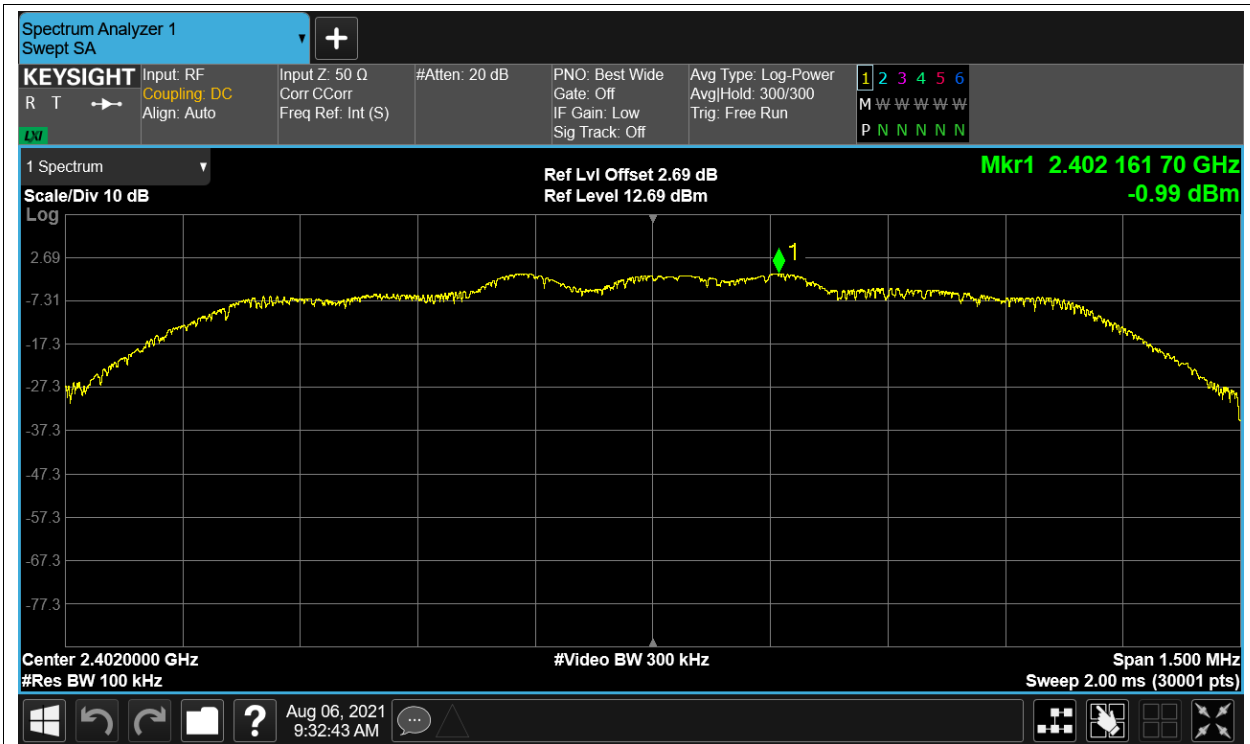 Spectrum Analyzer 1
Swept SA
KEYSIGHT
R T
LXI
Input: RF
Coupling: DC
Align: Auto
Input Z: 50 Ω
Corr CCorr
Freq Ref: Int (S)
#Atten: 20 dB
PNO: Best Wide
Gate: Off
IF Gain: Low
Sig Track: Off
Avg Type: Log-Power
Avg|Hold: 300/300
Trig: Free Run
1 2 3 4 5 6
M W W W W W
P N N N N N
1 Spectrum
Scale/Div 10 dB
Log
Ref Lvl Offset 2.69 dB
Ref Level 12.69 dBm
Mkr1 2.402 161 70 GHz
-0.99 dBm
1
2.69
-7.31
-17.3
-27.3
-37.3
-47.3
-57.3
-67.3
-77.3
Center 2.4020000 GHz
#Video BW 300 kHz
Span 1.500 MHz
#Res BW 100 kHz
Sweep 2.00 ms (30001 pts)
?
Aug 06, 2021
9:32:43 AM